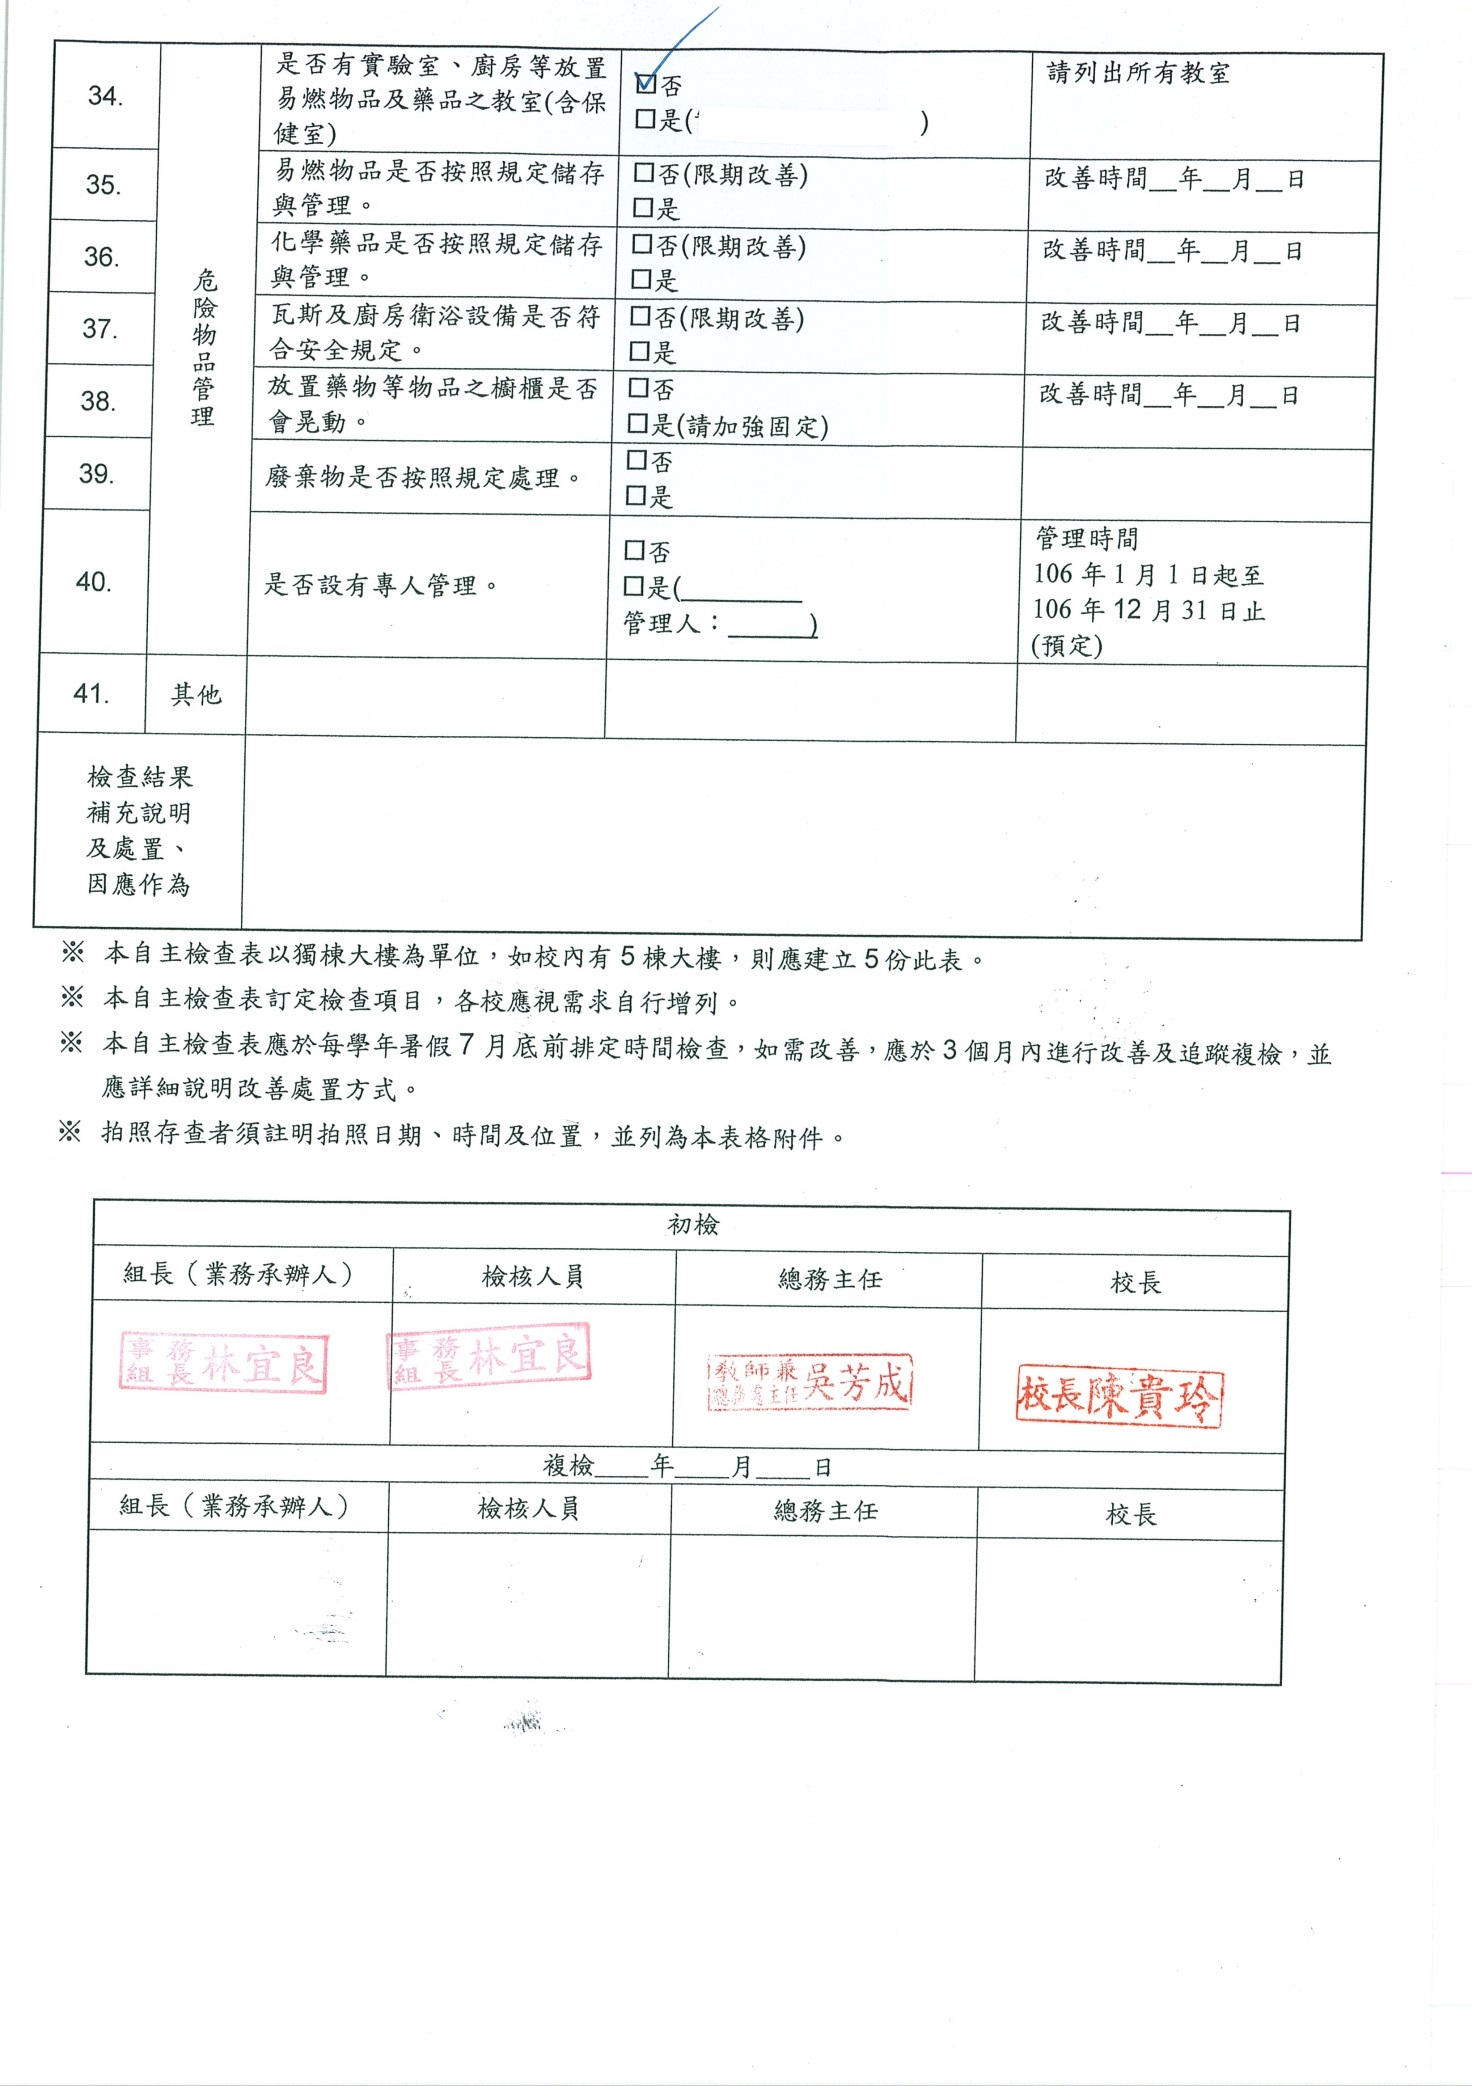 34.
危險物品管理
是否有實驗室、廚房等放置
易燃物品及藥品之教室(含保
健室)
☑否
□是( )
請列出所有教室
35.
易燃物品是否按照規定儲存
與管理。
□否(限期改善)
□是
改善時間__年__月__日
36.
化學藥品是否按照規定儲存
與管理。
□否(限期改善)
□是
改善時間__年__月__日
37.
瓦斯及廚房衛浴設備是否符
合安全規定。
□否(限期改善)
□是
改善時間__年__月__日
38.
放置藥物等物品之櫥櫃是否
會晃動。
□否
□是(請加強固定)
改善時間__年__月__日
39.
廢棄物是否按照規定處理。
□否
□是
40.
是否設有專人管理。
□否
□是(_________
管理人：______)
管理時間
106 年 1 月 1 日起至
106 年 12 月 31 日止
(預定)
41.
其他
檢查結果
補充說明
及處置、
因應作為
※ 本自主檢查表以獨棟大樓為單位，如校內有 5 棟大樓，則應建立 5 份此表。
※ 本自主檢查表訂定檢查項目，各校應視需求自行增列。
※ 本自主檢查表應於每學年暑假 7 月底前排定時間檢查，如需改善，應於 3 個月內進行改善及追蹤複檢，並
應詳細說明改善處置方式。
※ 拍照存查者須註明拍照日期、時間及位置，並列為本表格附件。
初檢
組長（業務承辦人） 檢核人員 總務主任 校長
事務組長 林宜良
事務組長 林宜良
教師兼總務處主任 吳芳成
校長陳貴玲
複檢____年____月____日
組長（業務承辦人） 檢核人員 總務主任 校長